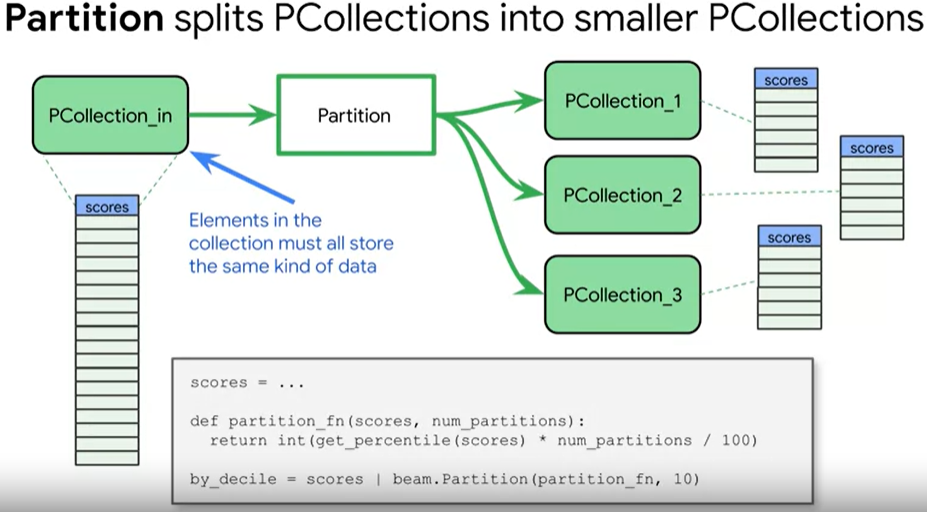 Partition splits PCollections into smaller PCollections
PCollection_in
Partition
PCollection_1
PCollection_2
PCollection_3
scores
scores
scores
scores
Elements in the
collection must all store
the same kind of data
scores = ...
def partition_fn(scores, num_partitions):
  return int(get_percentile(scores) * num_partitions / 100)
by_decile = scores | beam.Partition(partition_fn, 10)